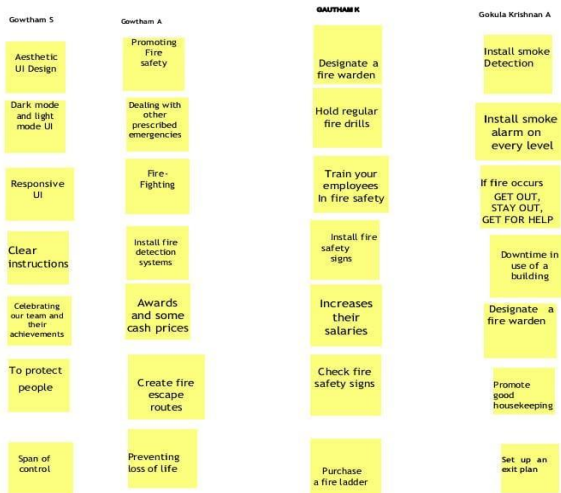 Gowtham S
Aesthetic
UI Design
Dark mode
and light
mode UI
Responsive
UI
Clear
instructions
Celebrating
our team and
their
achievements
To protect
people
Span of
control
Gowtham A
Promoting
Fire
safety
Dealing with
other
prescribed
emergencies
Fire-
Fighting
Install fire
detection
systems
Awards
and some
cash prices
Create fire
escape
routes
Preventing
loss of life
GAUTHAM K
Designate a
fire warden
Hold regular
fire drills
Train your
employees
In fire safety
Install fire
safety
signs
Increases
their
salaries
Check fire
safety signs
Purchase
a fire ladder
Gokula Krishnan A
Install smoke
Detection
Install smoke
alarm on
every level
If fire occurs
GET OUT,
STAY OUT,
GET FOR HELP
Downtime in
use of a
building
Designate a
fire warden
Promote
good
housekeeping
Set up an
exit plan